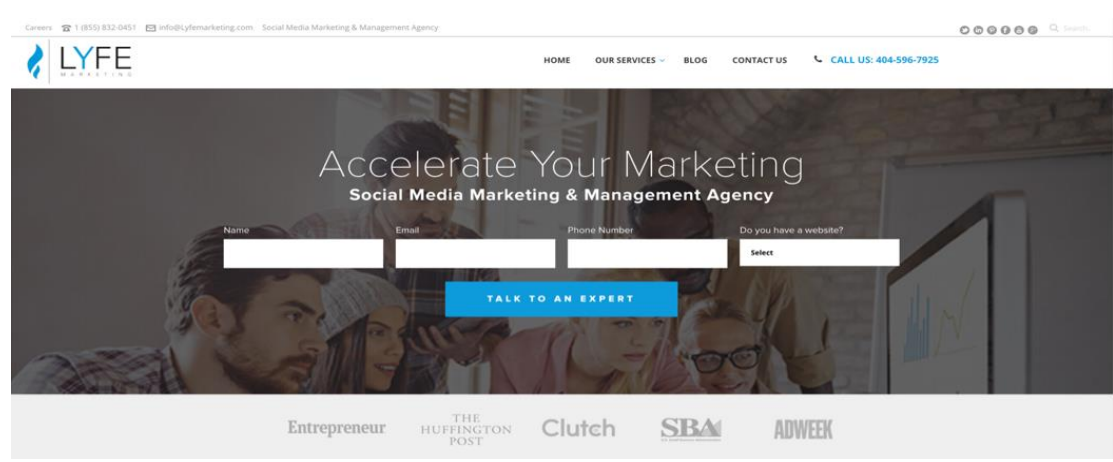 Careers 1 (855) 832-0451 info@Lyfemarketing.com Social Media Marketing & Management Agency Search..
LYFE
MARKETING
HOME OUR SERVICES BLOG CONTACT US CALL US: 404-596-7925
Accelerate Your Marketing
Social Media Marketing & Management Agency
Name Email Phone Number Do you have a website?
Select
TALK TO AN EXPERT
Entrepreneur
THE
HUFFINGTON
POST
Clutch
SBA
ADWEEK